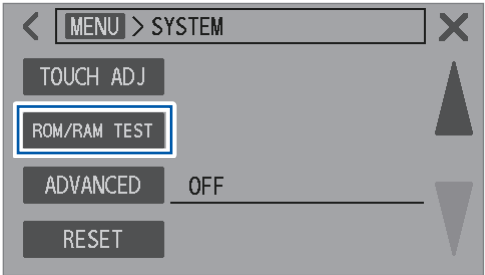 MENU > SYSTEM
TOUCH ADJ
ROM/RAM TEST
ADVANCED OFF
RESET